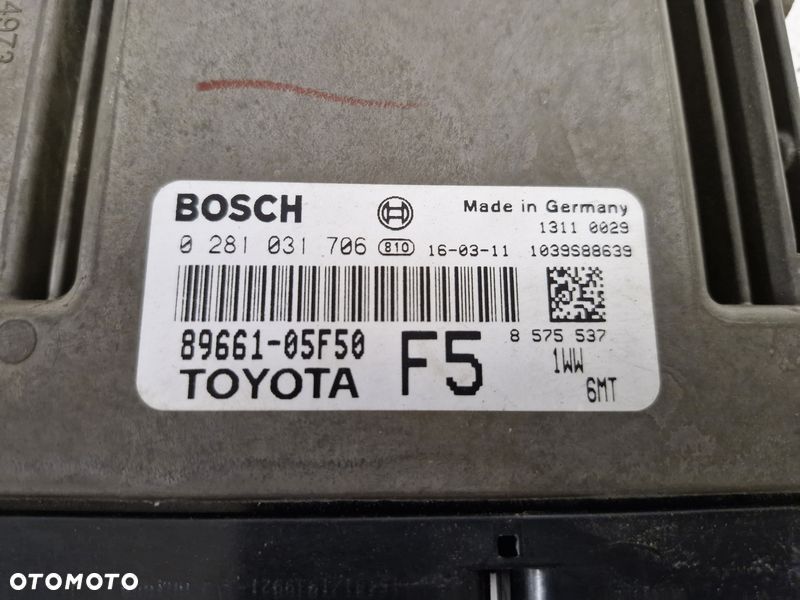 4973
BOSCH
Made in Germany
1311 0029
0 281 031 706 810 16-03-11 1039S88639
89661-05F50
F5
8 575 537
1WW
TOYOTA
6MT
OTOMOTO